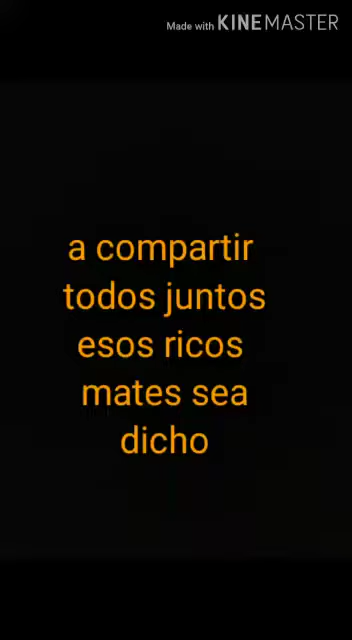 Made with KINEMASTER
a compartir
todos juntos
esos ricos
mates sea
dicho